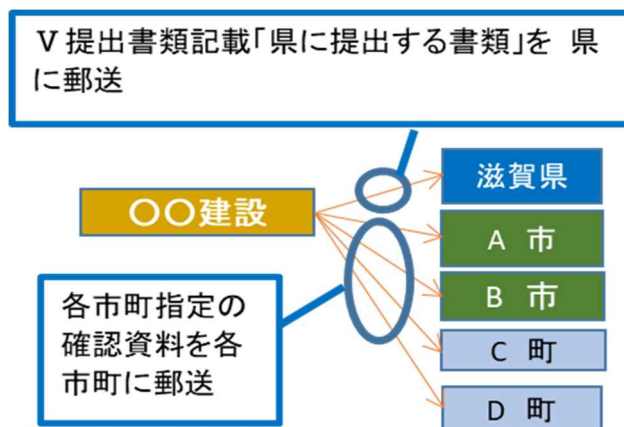 Ⅴ提出書類記載「県に提出する書類」を 県
に郵送
滋賀県
〇〇建設
A 市
B 市
各市町指定の
確認資料を各
市町に郵送
C 町
D 町